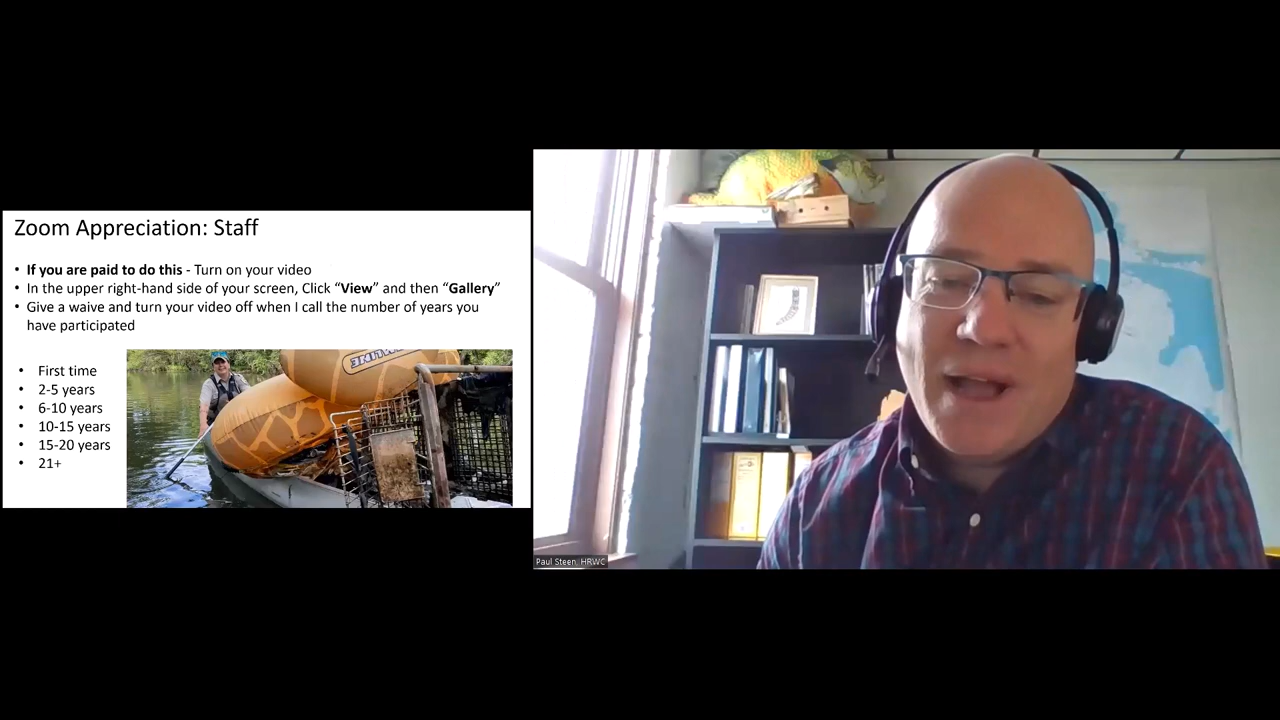 Zoom Appreciation: Staff
• If you are paid to do this - Turn on your video
• In the upper right-hand side of your screen, Click “View” and then “Gallery”
• Give a waive and turn your video off when I call the number of years you
have participated
• First time
• 2-5 years
• 6-10 years
• 10-15 years
• 15-20 years
• 21+
Paul Steen, HRWC